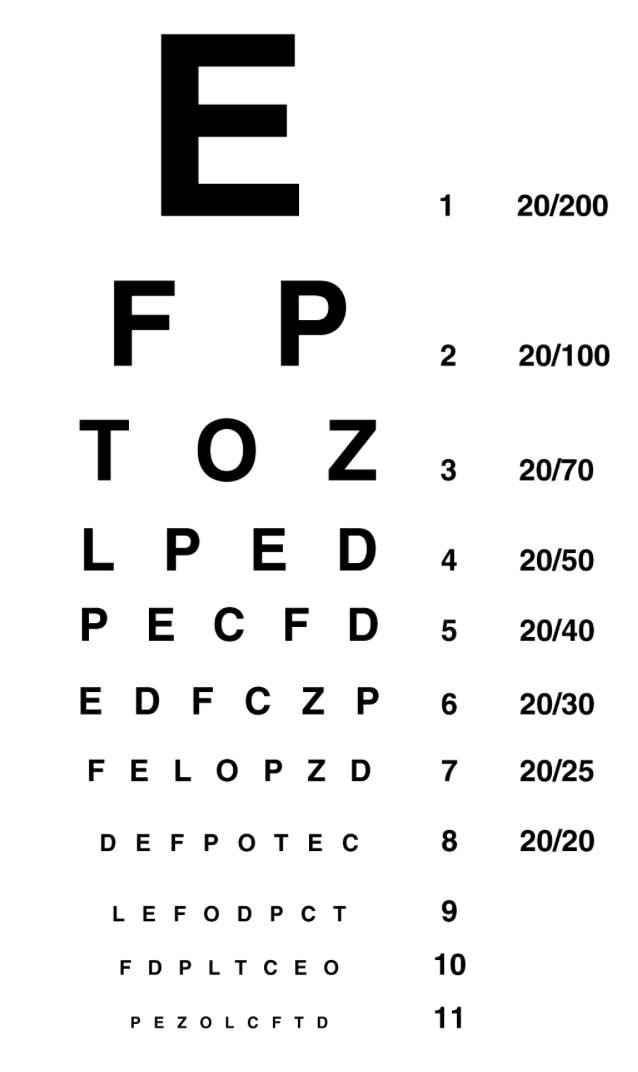 E 1 20/200
F P 2 20/100
T O Z 3 20/70
L P E D 4 20/50
P E C F D 5 20/40
E D F C Z P 6 20/30
F E L O P Z D 7 20/25
D E F P O T E C 8 20/20
L E F O D P C T 9
F D P L T C E O 10
P E Z O L C F T D 11